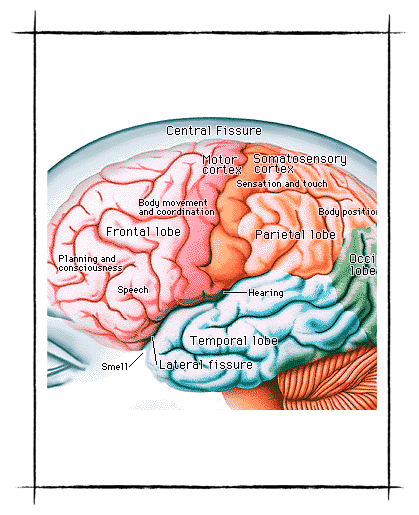 Central Fissure
Motor
cortex
Somatosensory
cortex
Sensation and touch
Body movement
and coordination
Body position
Frontal lobe
Parietal lobe
Planning and
consciousness
Occi
lobe
Speech
Hearing
Temporal lobe
Smell
Lateral fissure